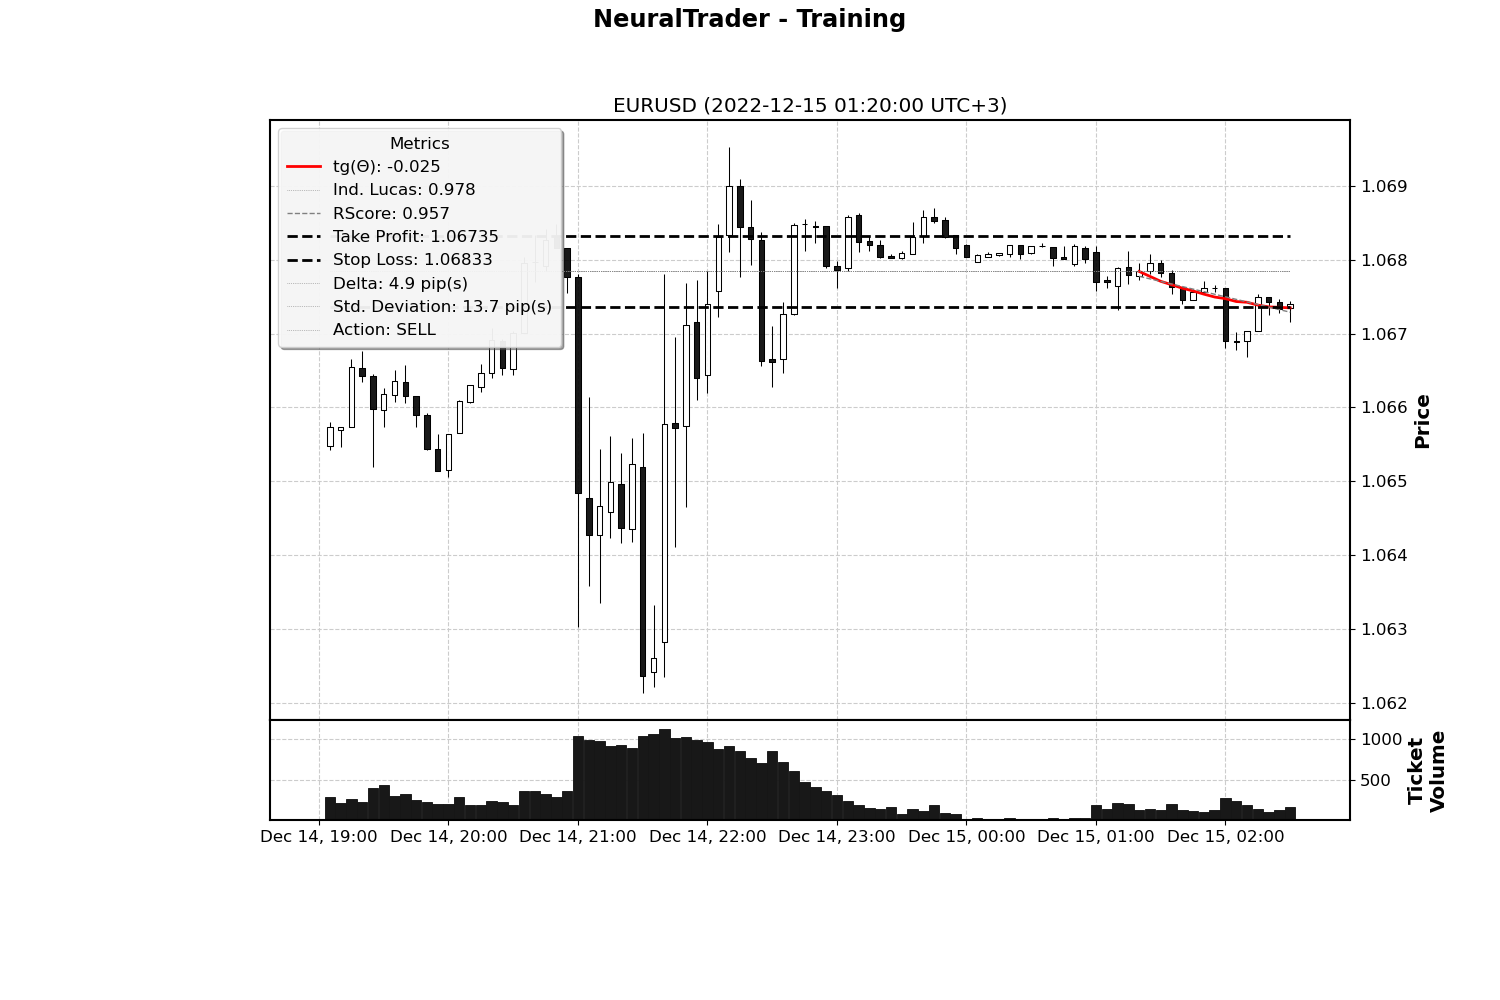 NeuralTrader - Training
EURUSD (2022-12-15 01:20:00 UTC+3)
Metrics
tg(Θ): -0.025
Ind. Lucas: 0.978
RScore: 0.957
Take Profit: 1.06735
Stop Loss: 1.06833
Delta: 4.9 pip(s)
Std. Deviation: 13.7 pip(s)
Action: SELL
1.069
1.068
1.067
1.066
1.065
1.064
1.063
1.062
Price
1000
500
Ticket
Volume
Dec 14, 19:00 Dec 14, 20:00 Dec 14, 21:00 Dec 14, 22:00 Dec 14, 23:00 Dec 15, 00:00 Dec 15, 01:00 Dec 15, 02:00